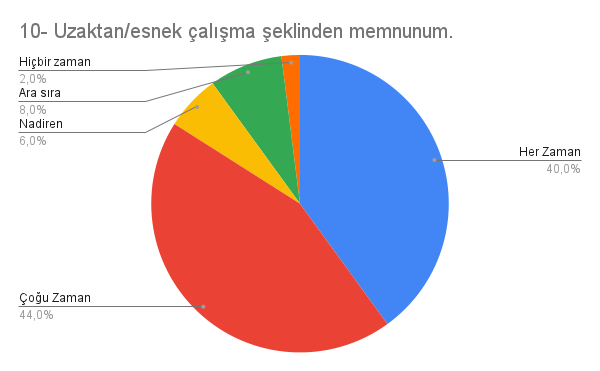 10- Uzaktan/esnek çalışma şeklinden memnunum.
Hiçbir zaman
2,0%
Ara sıra
8,0%
Nadiren
6,0%
Her Zaman
40,0%
Çoğu Zaman
44,0%